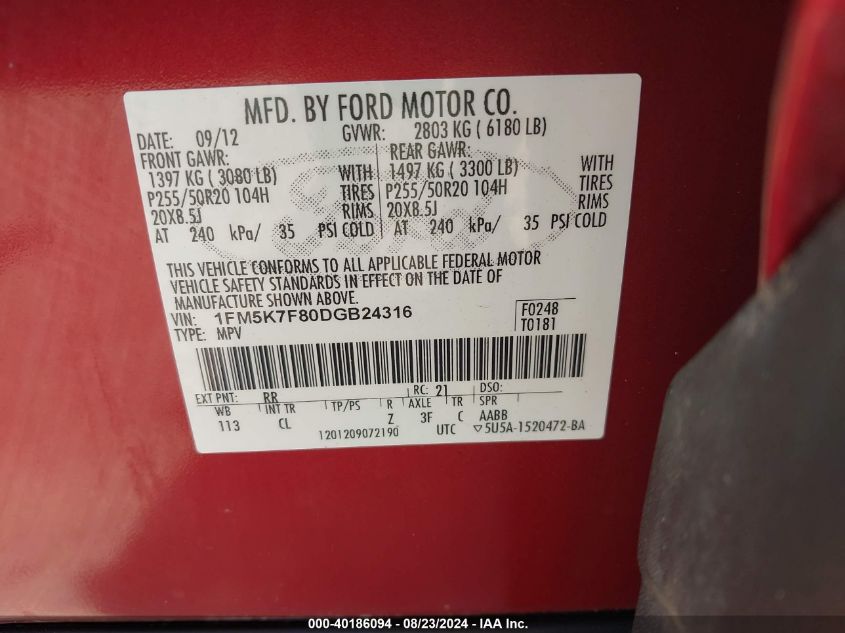 MFD. BY FORD MOTOR CO.
DATE: 09/12 GVWR: 2803 KG ( 6180 LB)
FRONT GAWR: REAR GAWR:
1397 KG ( 3080 LB) WITH 1497 KG ( 3300 LB) WITH
P255/50R20 104H TIRES P255/50R20 104H TIRES
20X8.5J RIMS 20X8.5J RIMS
AT 240 kPa/ 35 PSI COLD AT 240 kPa/ 35 PSI COLD
Ford
THIS VEHICLE CONFORMS TO ALL APPLICABLE FEDERAL MOTOR
VEHICLE SAFETY STANDARDS IN EFFECT ON THE DATE OF
MANUFACTURE SHOWN ABOVE.
VIN: 1FM5K7F80DGB24316 F0248
TYPE: MPV T0181
EXT PNT: RR RC: 21 DSO:
WB INT TR TP/PS R AXLE TR SPR
113 CL Z 3F C AABB
1201209072190 UTC ▽5U5A-1520472-BA
000-40186094 - 08/23/2024 - IAA Inc.